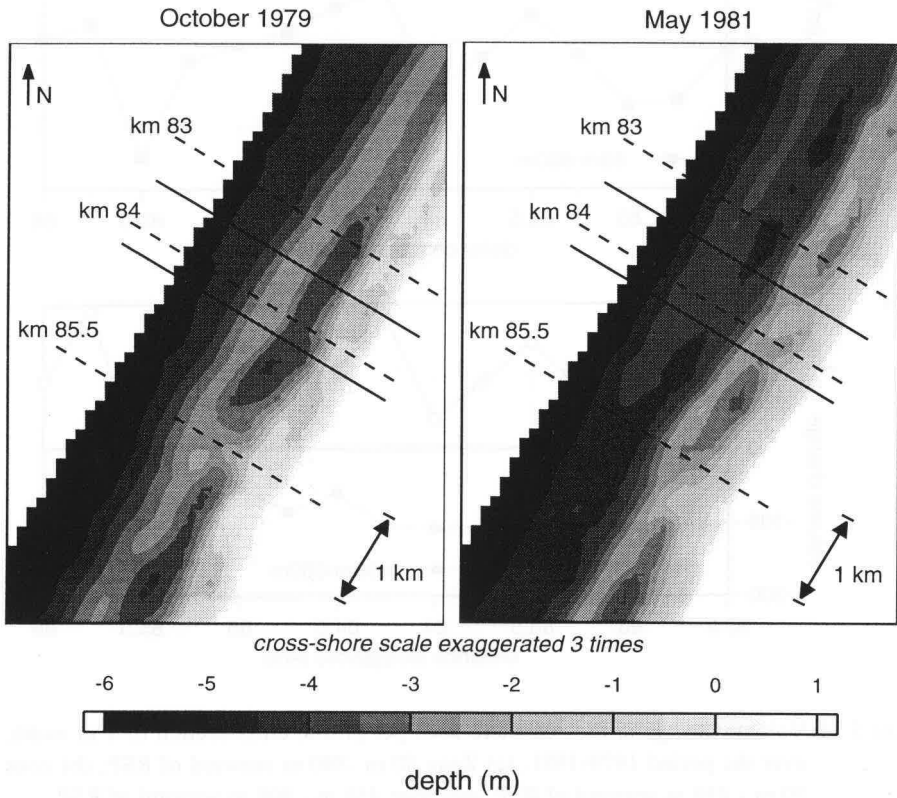 October 1979
May 1981
N
km 83
km 84
km 85.5
1 km
N
km 83
km 84
km 85.5
1 km
cross-shore scale exaggerated 3 times
-6 -5 -4 -3 -2 -1 0 1
depth (m)